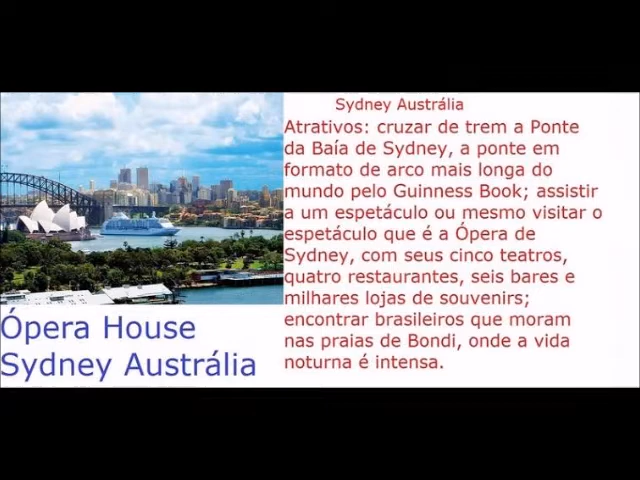 Sydney Austrália
Atrativos: cruzar de trem a Ponte
da Baía de Sydney, a ponte em
formato de arco mais longa do
mundo pelo Guinness Book; assistir
a um espetáculo ou mesmo visitar o
espetáculo que é a Ópera de
Sydney, com seus cinco teatros,
quatro restaurantes, seis bares e
milhares lojas de souvenirs;
encontrar brasileiros que moram
nas praias de Bondi, onde a vida
noturna é intensa.
Ópera House
Sydney Austrália